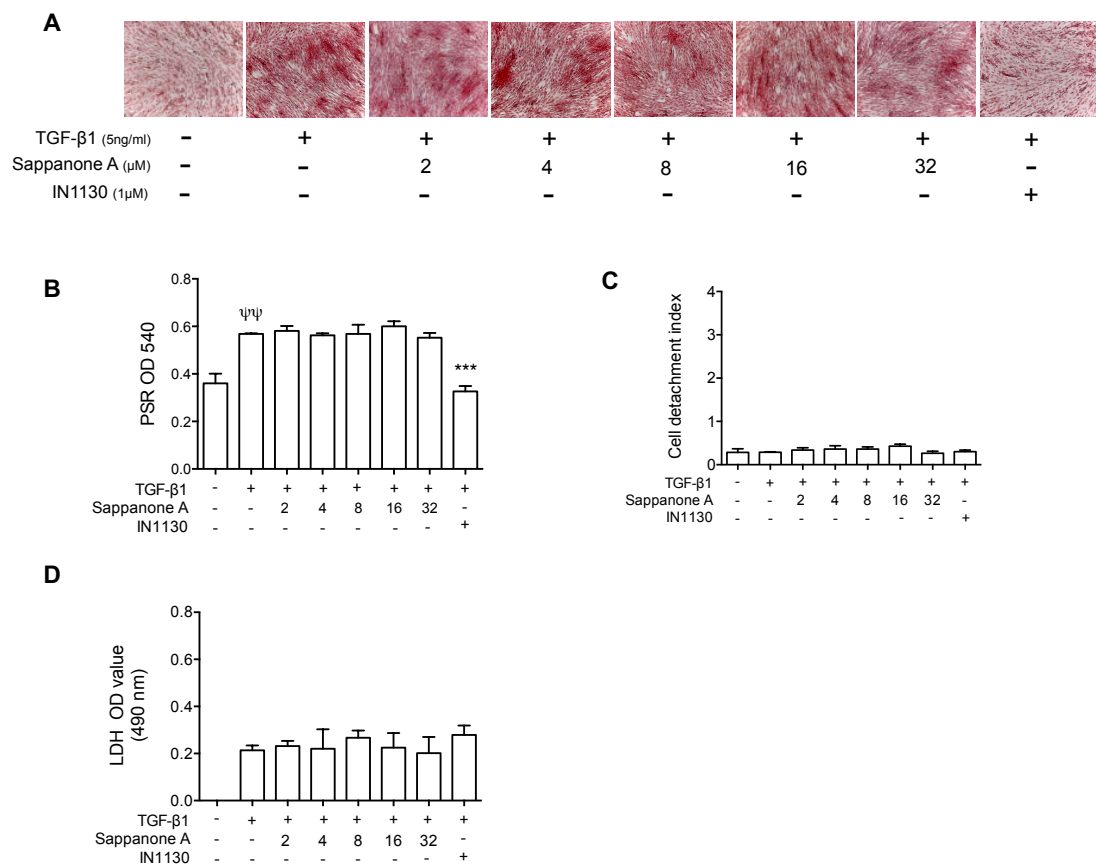 A
TGF-β1 (5ng/ml) - + + + + + + +
Sappanone A (μM) - - 2 4 8 16 32 -
IN1130 (1μM) - - - - - - - +
B
PSR OD 540
0.8
0.6
0.4
0.2
0.0
ψψ
***
TGF-β1 - + + + + + + +
Sappanone A - - 2 4 8 16 32 -
IN1130 - - - - - - - +
C
Cell detachment index
4
3
2
1
0
TGF-β1 - + + + + + + +
Sappanone A - - 2 4 8 16 32 -
IN1130 - - - - - - - +
D
LDH OD value
(490 nm)
0.8
0.6
0.4
0.2
0.0
TGF-β1 - + + + + + + +
Sappanone A - - 2 4 8 16 32 -
IN1130 - - - - - - - +